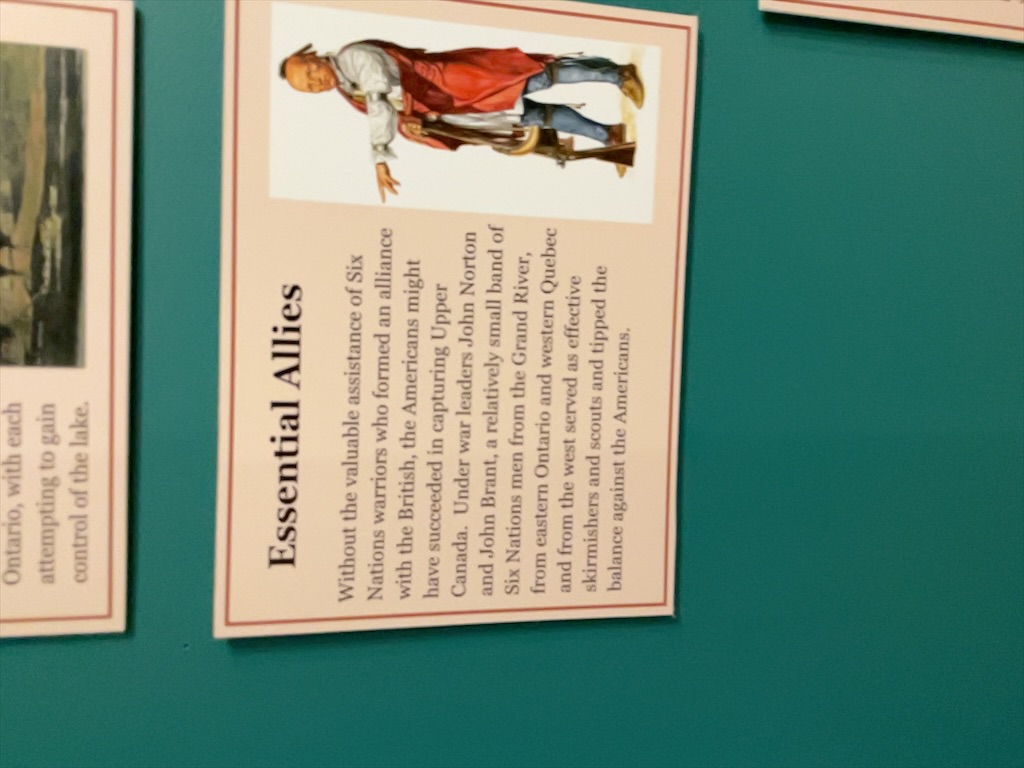 Ontario, with each
attempting to gain
control of the lake.
Essential Allies
Without the valuable assistance of Six
Nations warriors who formed an alliance
with the British, the Americans might
have succeeded in capturing Upper
Canada. Under war leaders John Norton
and John Brant, a relatively small band of
Six Nations men from the Grand River,
from eastern Ontario and western Quebec
and from the west served as effective
skirmishers and scouts and tipped the
balance against the Americans.